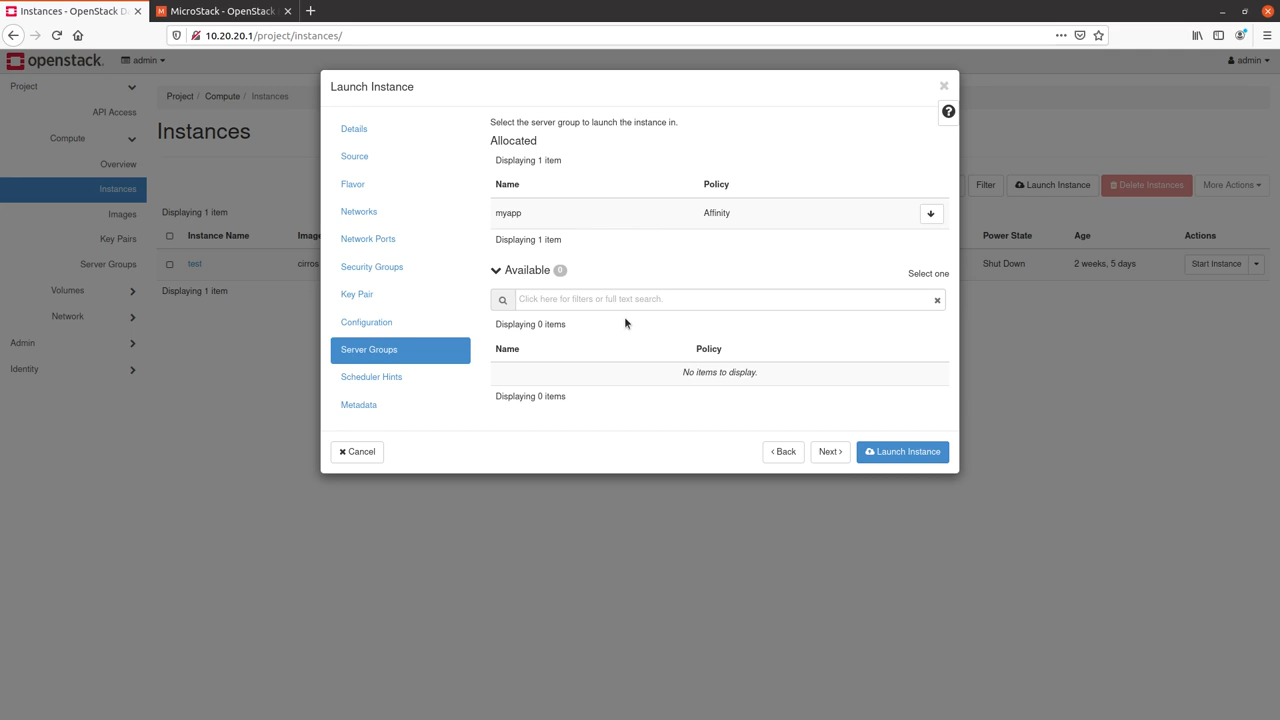 Instances - OpenStack D
MicroStack - OpenStack
10.20.20.1/project/instances/
openstack.
admin
admin
Project
API Access
Compute
Overview
Instances
Images
Key Pairs
Server Groups
Volumes
Network
Admin
Identity
Project / Compute / Instances
Instances
Filter
Launch Instance
Delete Instances
More Actions
Displaying 1 item
Instance Name
Image
Power State
Age
Actions
test
cirros
Shut Down
2 weeks, 5 days
Start Instance
Displaying 1 item
Launch Instance
Details
Source
Flavor
Networks
Network Ports
Security Groups
Key Pair
Configuration
Server Groups
Scheduler Hints
Metadata
Select the server group to launch the instance in.
Allocated
Displaying 1 item
Name Policy
myapp Affinity
Displaying 1 item
Available 0
Select one
Click here for filters or full text search.
Displaying 0 items
Name Policy
No items to display.
Displaying 0 items
Cancel
Back
Next
Launch Instance